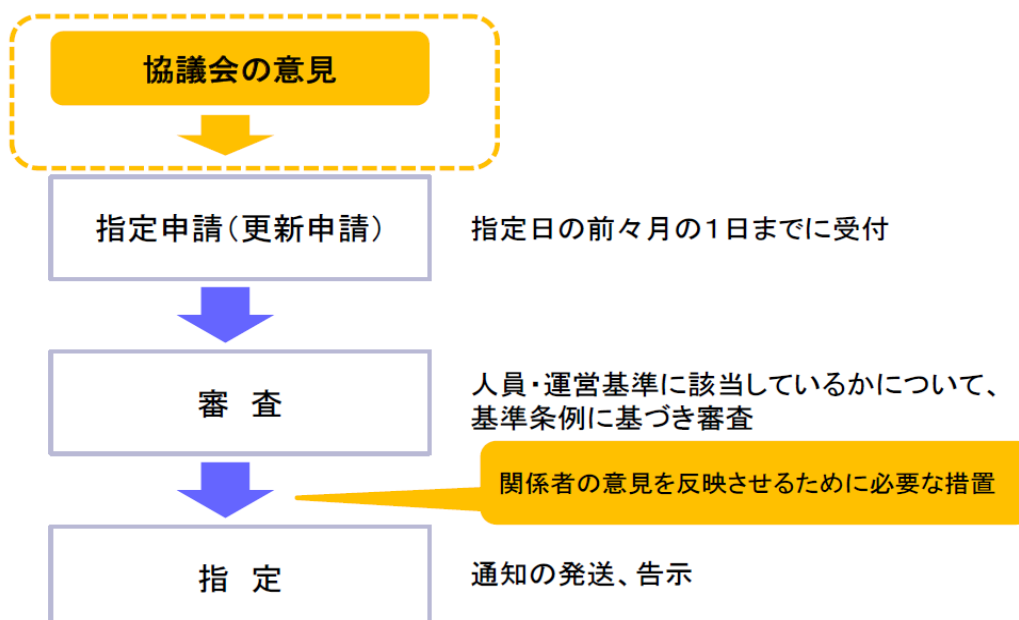 協議会の意見
指定申請（更新申請）
指定日の前々月の１日までに受付
審　査
人員・運営基準に該当しているかについて、
基準条例に基づき審査
関係者の意見を反映させるために必要な措置
指　定
通知の発送、告示